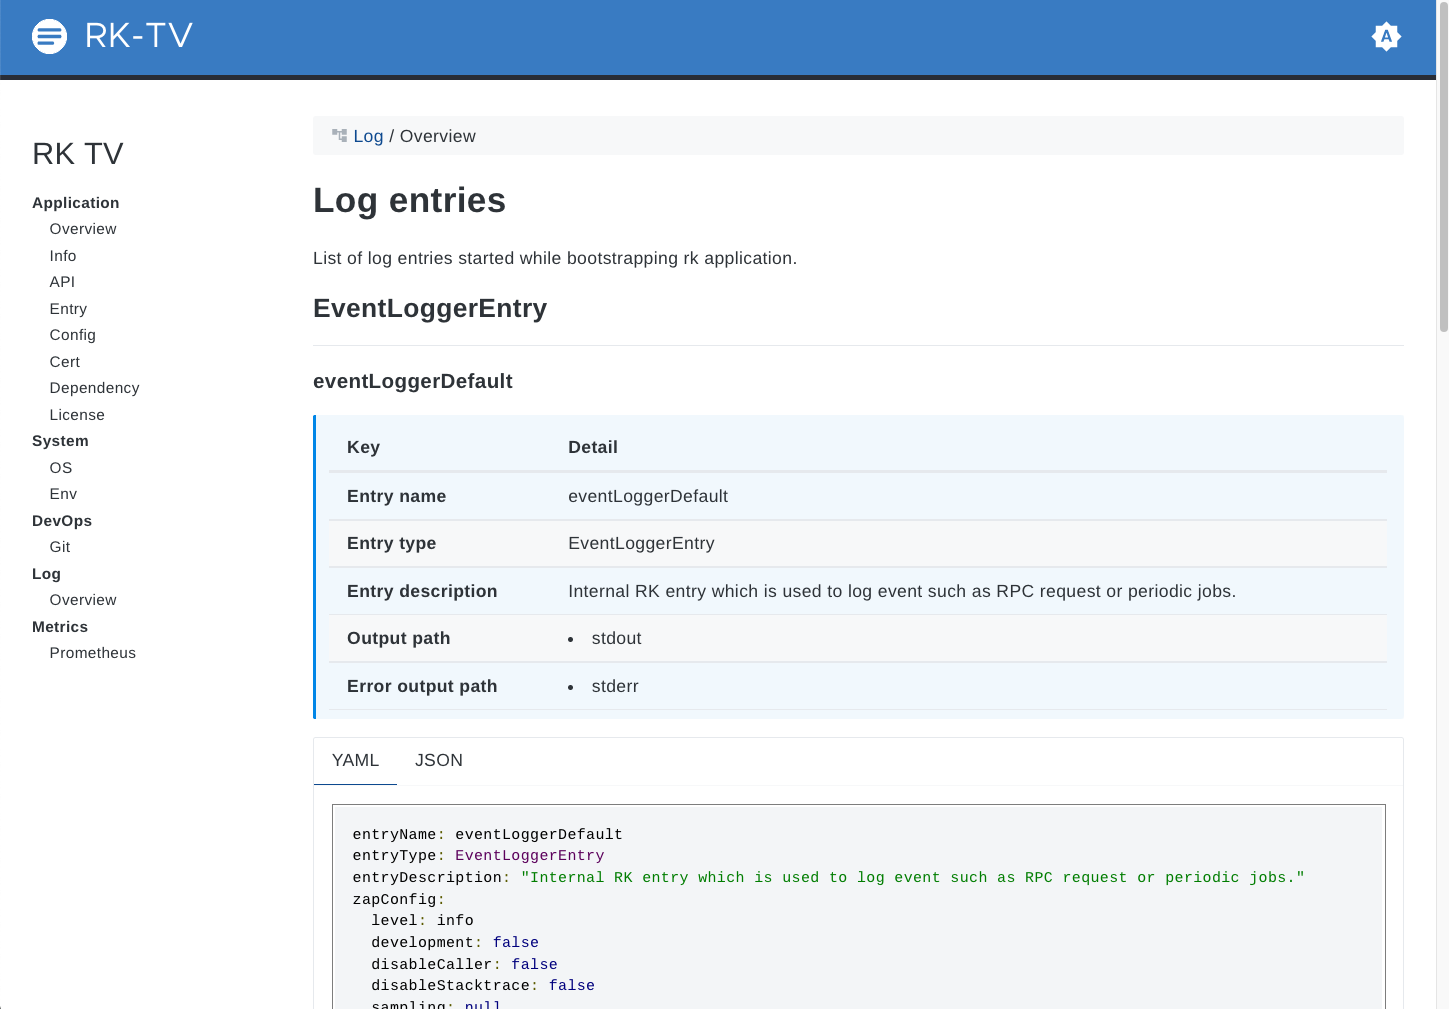 RK-TV
A
RK TV
Application
Overview
Info
API
Entry
Config
Cert
Dependency
License
System
OS
Env
DevOps
Git
Log
Overview
Metrics
Prometheus
Log / Overview
Log entries
List of log entries started while bootstrapping rk application.
EventLoggerEntry
eventLoggerDefault
Key Detail
Entry name eventLoggerDefault
Entry type EventLoggerEntry
Entry description Internal RK entry which is used to log event such as RPC request or periodic jobs.
Output path • stdout
Error output path • stderr
YAML JSON
entryName: eventLoggerDefault
entryType: EventLoggerEntry
entryDescription: "Internal RK entry which is used to log event such as RPC request or periodic jobs."
zapConfig:
  level: info
  development: false
  disableCaller: false
  disableStacktrace: false
  sampling: null